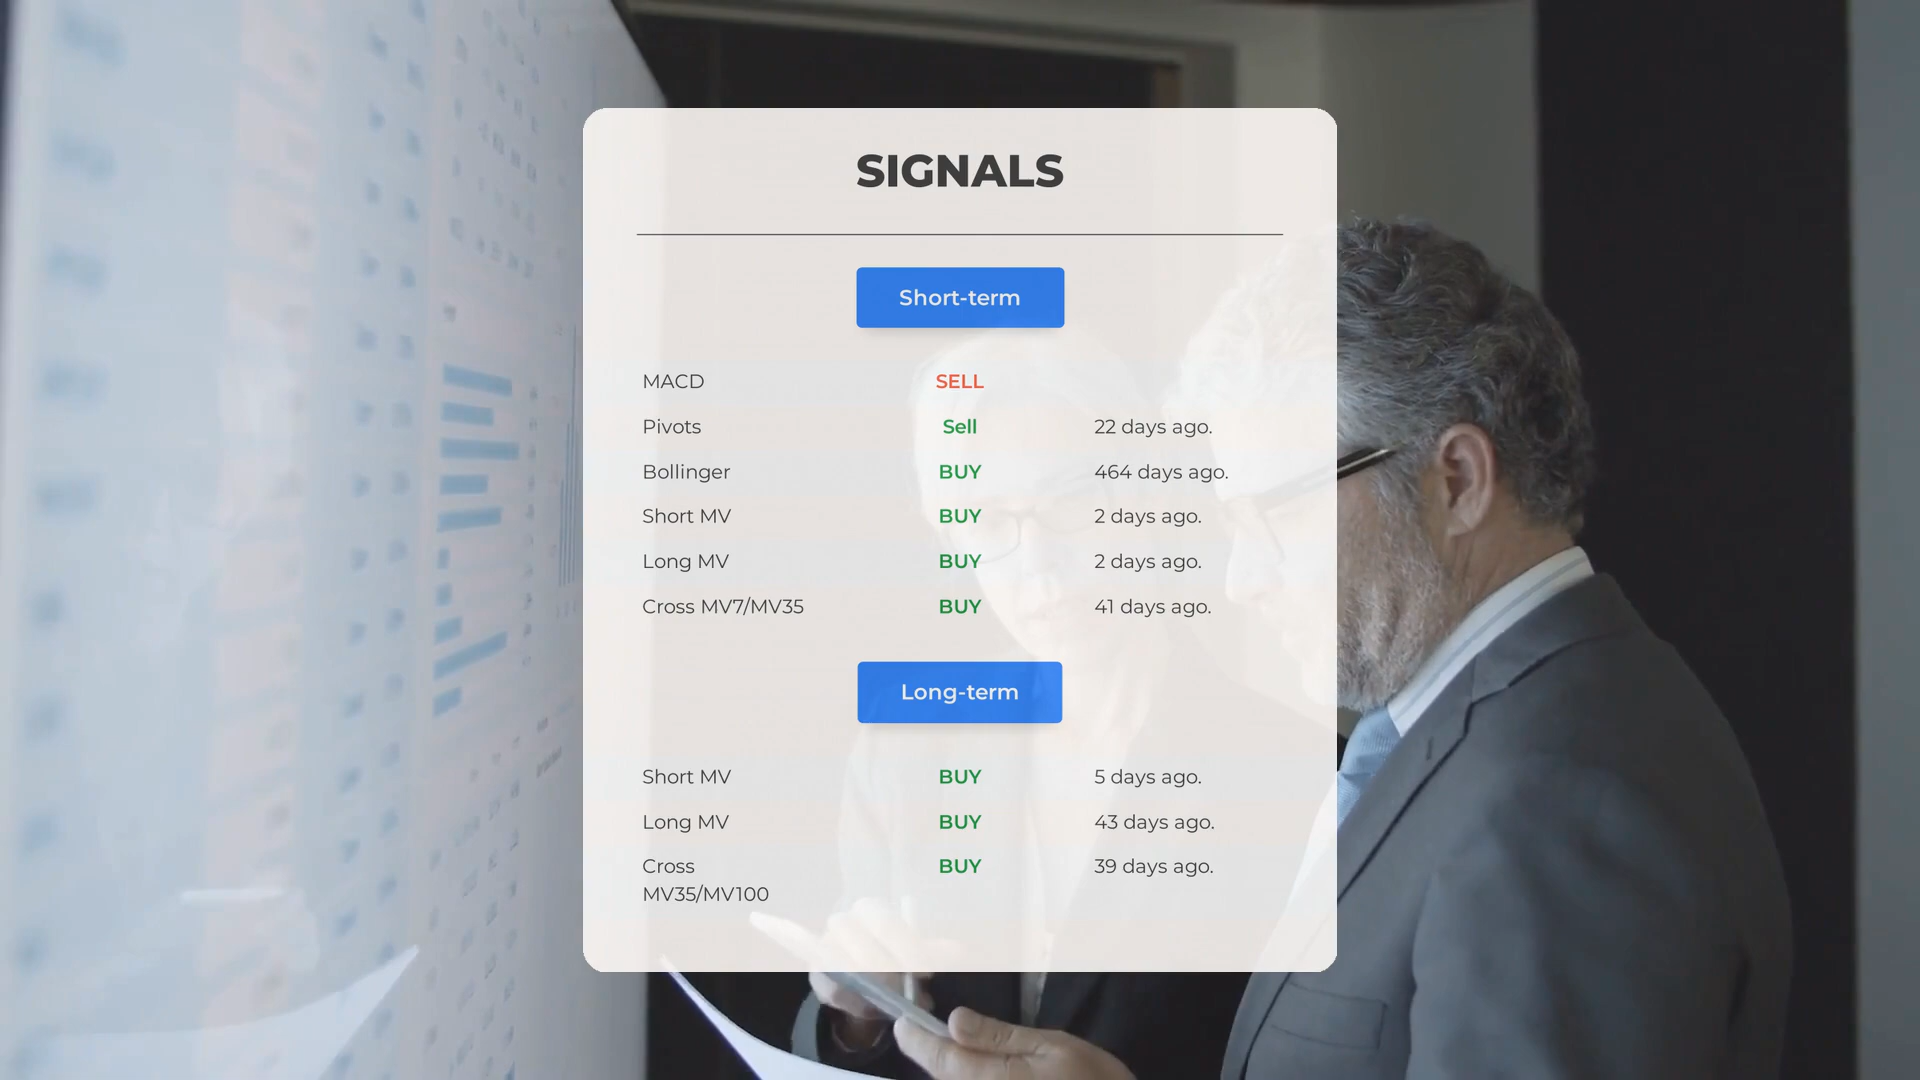 SIGNALS
Short-term
MACD SELL
Pivots Sell 22 days ago.
Bollinger BUY 464 days ago.
Short MV BUY 2 days ago.
Long MV BUY 2 days ago.
Cross MV7/MV35 BUY 41 days ago.
Long-term
Short MV BUY 5 days ago.
Long MV BUY 43 days ago.
Cross BUY 39 days ago.
MV35/MV100